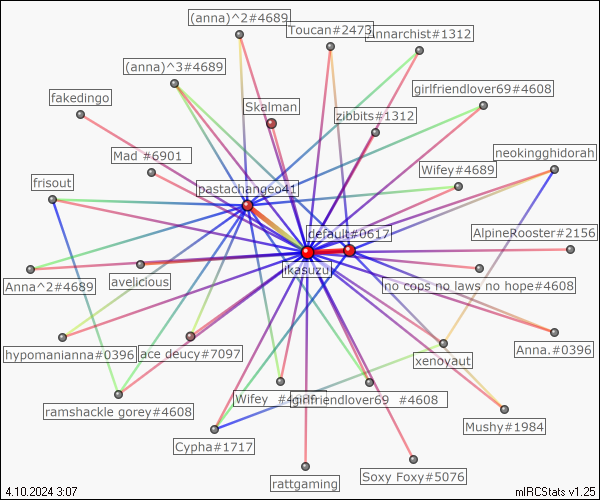 (anna)^2#4689
Toucan#2473
Annarchist#1312
(anna)^3#4689
girlfriendlover69#4608
fakedingo
Skalman
zibbits#1312
Mad #6901
neokingghidorah
Wifey#4689
frisout
pastachangeo41
default#0617
AlpineRooster#2156
ikasuzu
Anna^2#4689
avelicious
no cops no laws no hope#4608
hypomanianna#0396
ace deucy#7097
Anna.#0396
xenoyaut
Wifey
girlfriendlover69 #4608
ramshackle gorey#4608
Mushy#1984
Cypha#1717
Soxy Foxy#5076
rattgaming
4.10.2024 3:07
mIRCStats v1.25